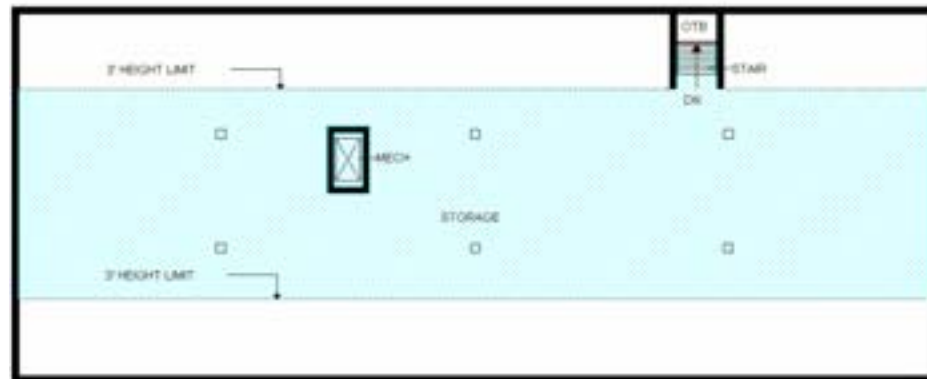 OTB
3' HEIGHT LIMIT
STAIR
DN
MECH
STORAGE
3' HEIGHT LIMIT